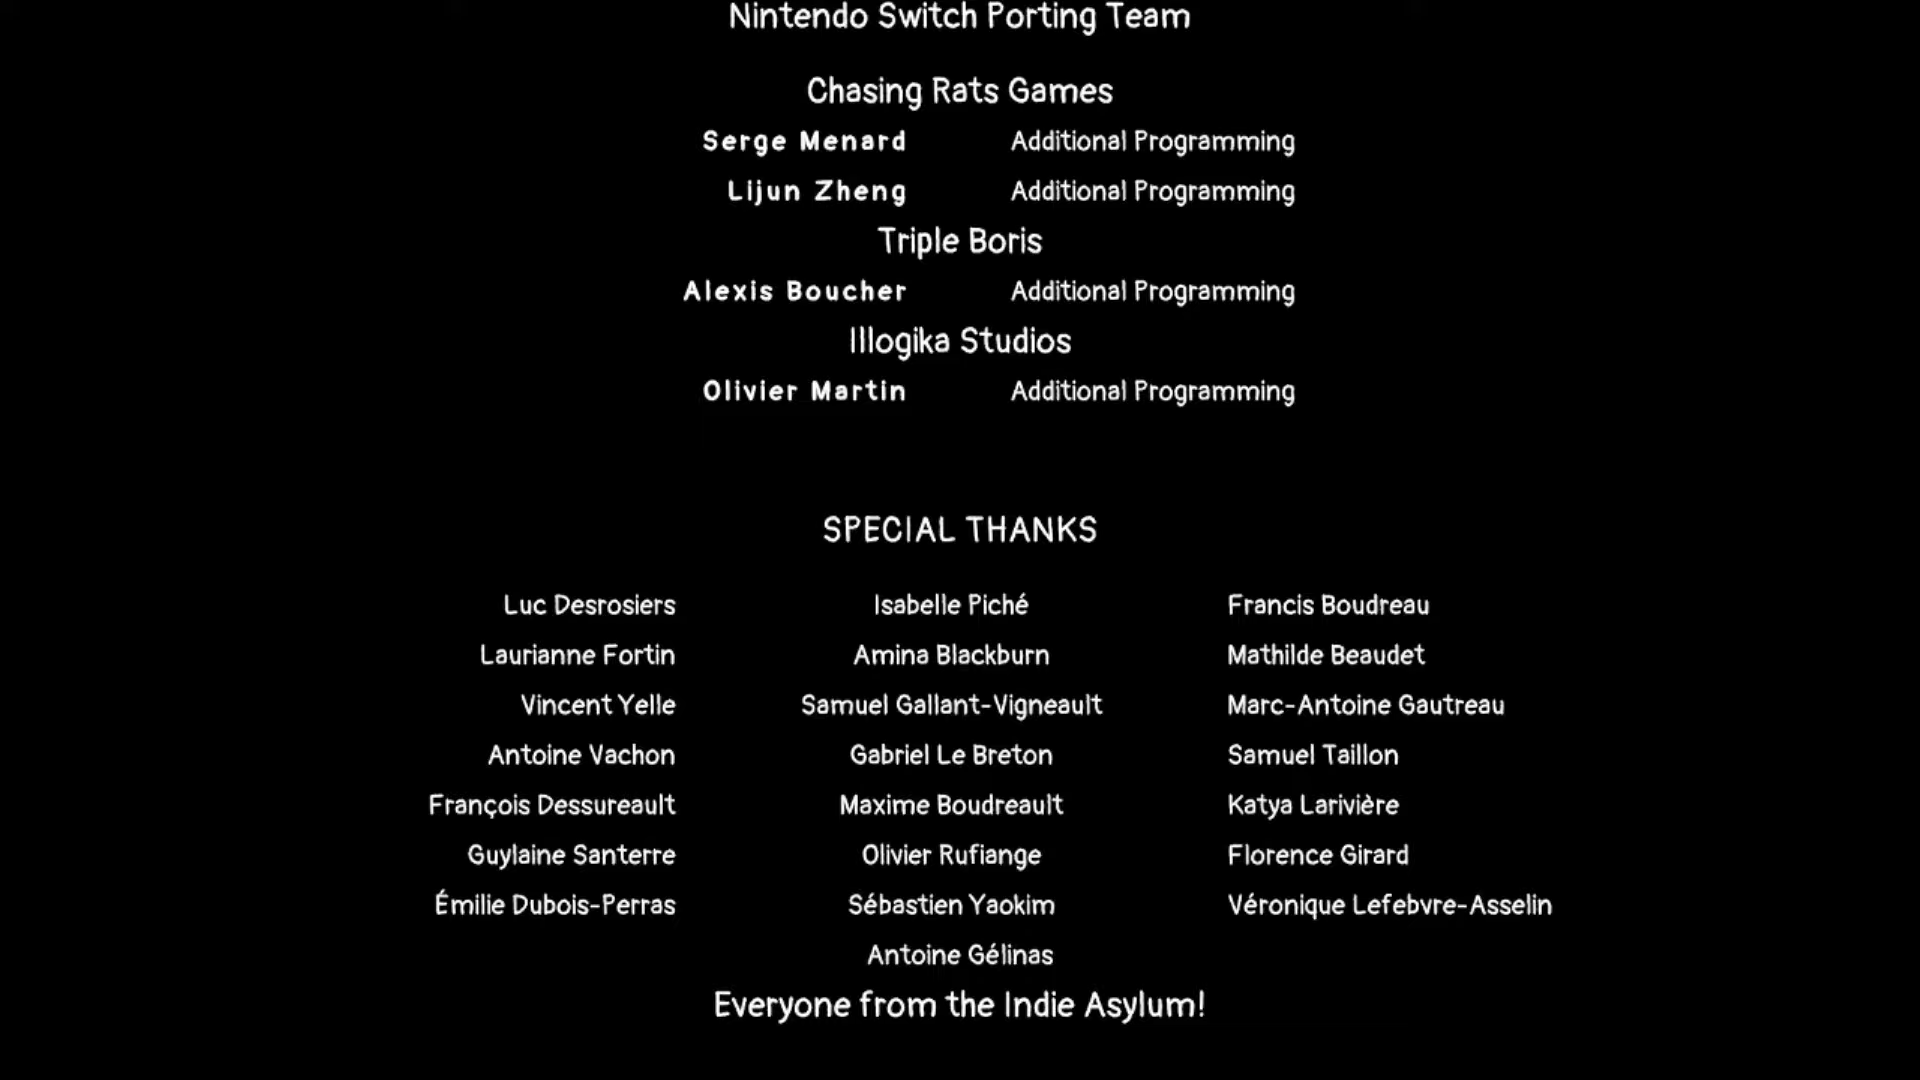 Nintendo Switch Porting Team
Chasing Rats Games
Serge Menard Additional Programming
Lijun Zheng Additional Programming
Triple Boris
Alexis Boucher Additional Programming
Illogika Studios
Olivier Martin Additional Programming
SPECIAL THANKS
Luc Desrosiers Isabelle Piché Francis Boudreau
Laurianne Fortin Amina Blackburn Mathilde Beaudet
Vincent Yelle Samuel Gallant-Vigneault Marc-Antoine Gautreau
Antoine Vachon Gabriel Le Breton Samuel Taillon
François Dessureault Maxime Boudreault Katya Larivière
Guylaine Santerre Olivier Rufiange Florence Girard
Émilie Dubois-Perras Sébastien Yaokim Véronique Lefebvre-Asselin
Antoine Gélinas
Everyone from the Indie Asylum!